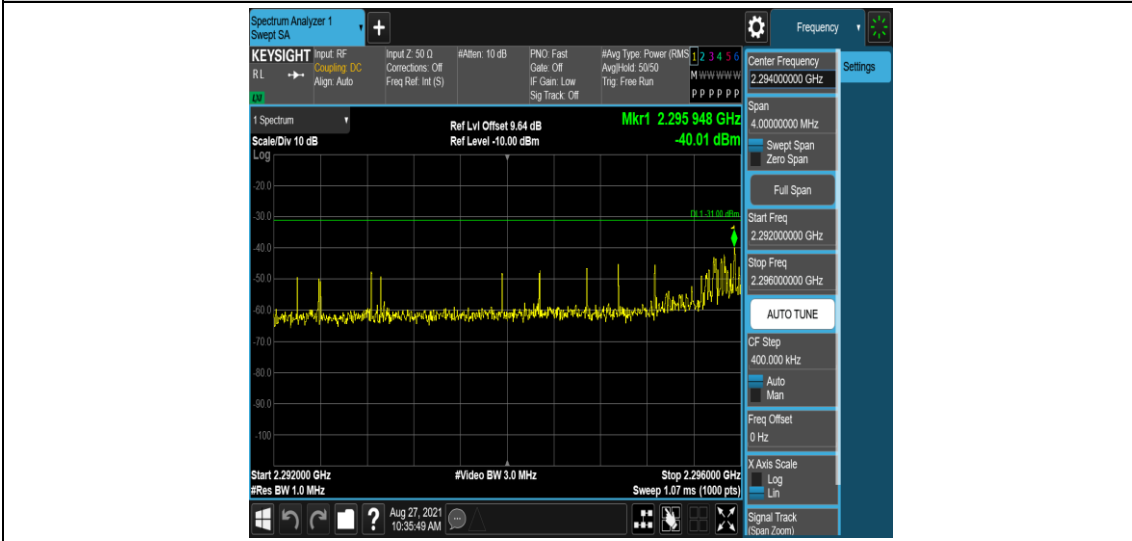 Spectrum Analyzer 1
Swept SA
+
Frequency
KEYSIGHT
RL
Input: RF
Coupling: DC
Align: Auto
Input Z: 50 Ω
Corrections: Off
Freq Ref: Int (S)
#Atten: 10 dB
PNO: Fast
Gate: Off
IF Gain: Low
Sig Track: Off
#Avg Type: Power (RMS
Avg|Hold: 50/50
Trig: Free Run
1 2 3 4 5 6
M W W W W W
P P P P P P
Center Frequency
2.294000000 GHz
Settings
Span
4.00000000 MHz
Swept Span
Zero Span
Full Span
Start Freq
2.292000000 GHz
Stop Freq
2.296000000 GHz
AUTO TUNE
CF Step
400.000 kHz
Auto
Man
Freq Offset
0 Hz
X Axis Scale
Log
Lin
Signal Track
(Span Zoom)
1 Spectrum
Scale/Div 10 dB
Log
Ref Lvl Offset 9.64 dB
Ref Level -10.00 dBm
Mkr1 2.295 948 GHz
-40.01 dBm
DL1 -31.00 dBm
-20.0
-30.0
-40.0
-50.0
-60.0
-70.0
-80.0
-90.0
-100
Start 2.292000 GHz
#Res BW 1.0 MHz
#Video BW 3.0 MHz
Stop 2.296000 GHz
Sweep 1.07 ms (1000 pts)
?
Aug 27, 2021
10:35:49 AM